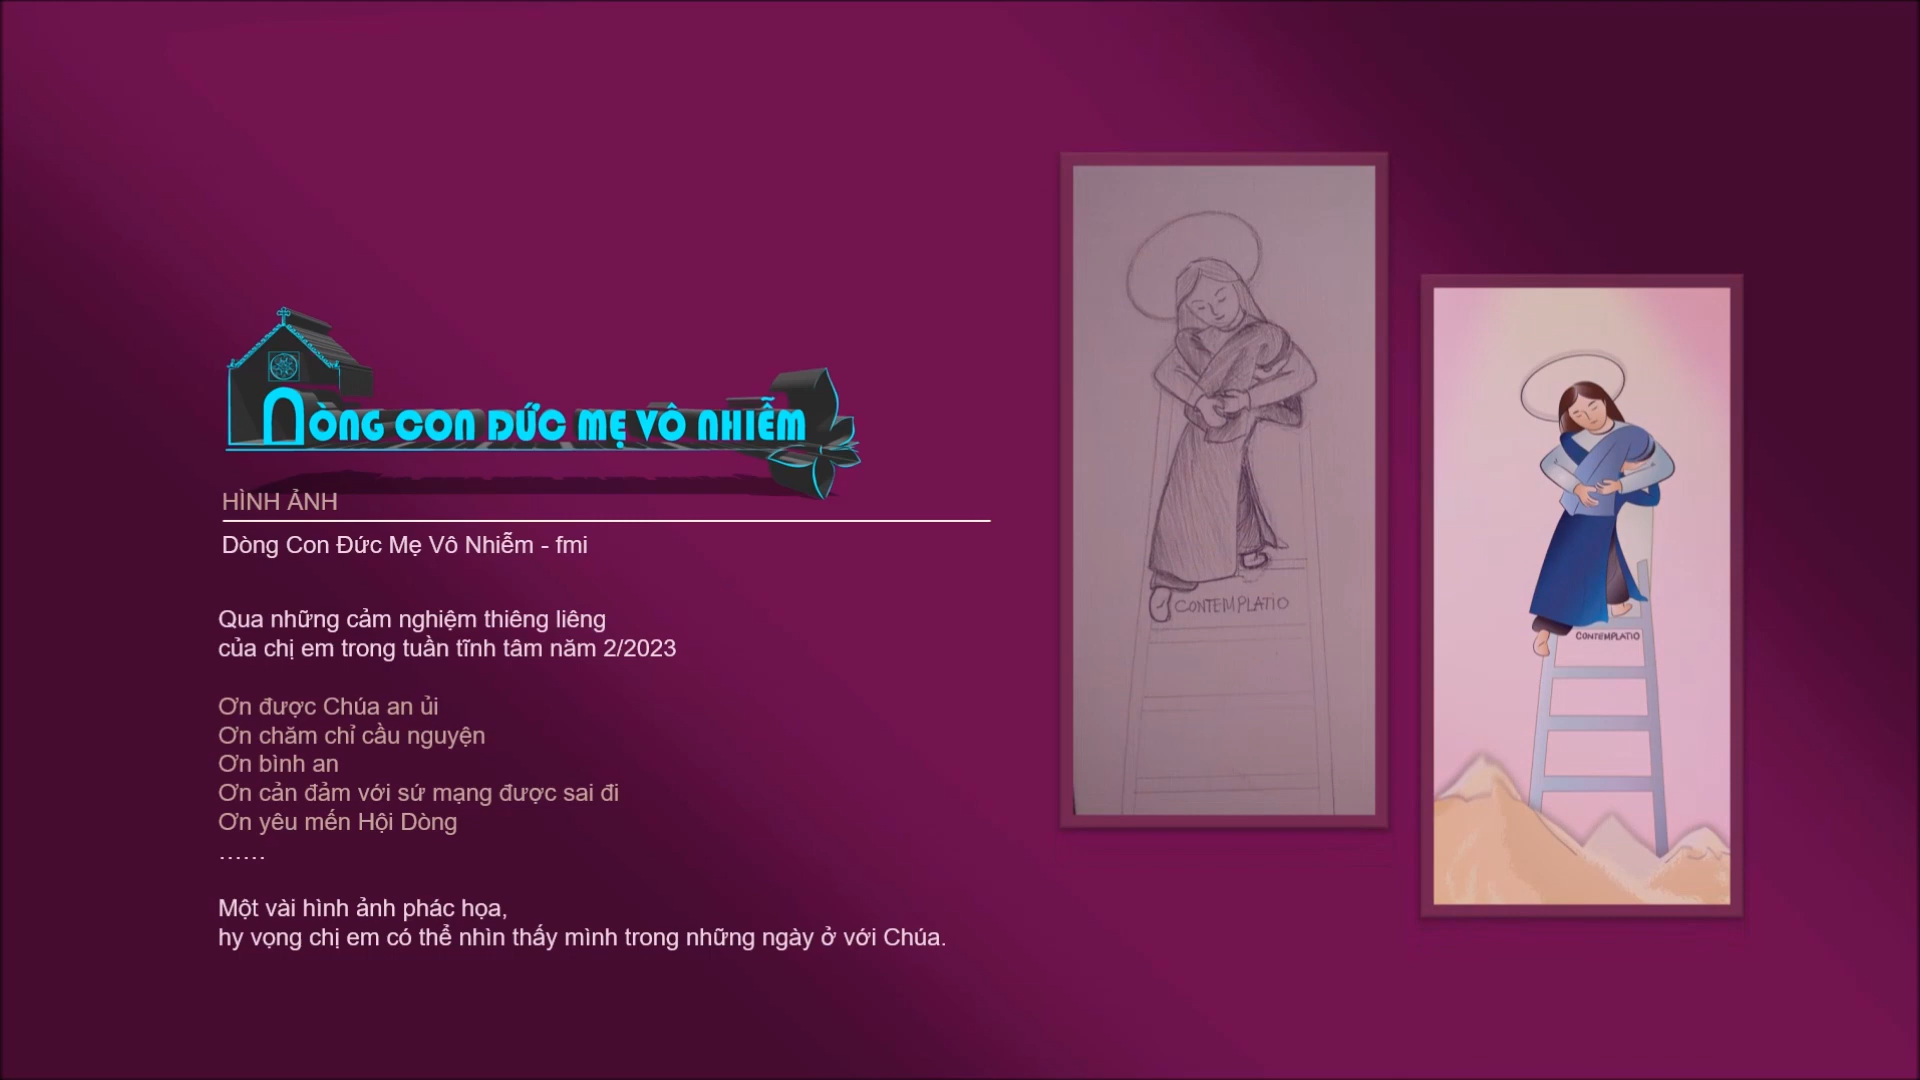 DÒNG CON ĐỨC MẸ VÔ NHIỄM
HÌNH ẢNH
Dòng Con Đức Mẹ Vô Nhiễm - fmi
Qua những cảm nghiệm thiêng liêng
của chị em trong tuần tĩnh tâm năm 2/2023
Ơn được Chúa an ủi
Ơn chăm chỉ cầu nguyện
Ơn bình an
Ơn cản đảm với sứ mạng được sai đi
Ơn yêu mến Hội Dòng
......
Một vài hình ảnh phác họa,
hy vọng chị em có thể nhìn thấy mình trong những ngày ở với Chúa.
CONTEMPLATIO
CONTEMPLATIO